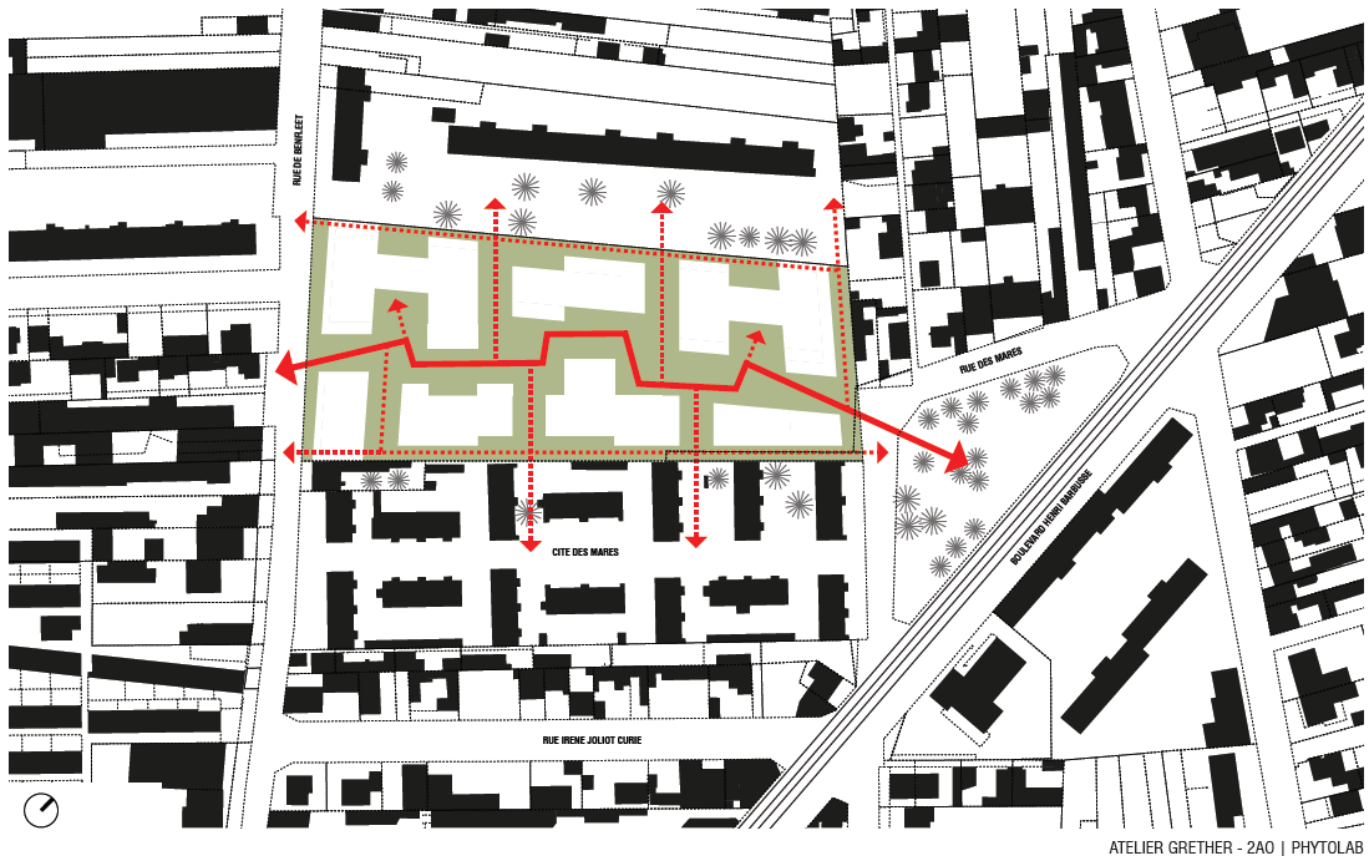 RUE DE BENFLEET
RUE DES MARES
BOULEVARD HENRI BARBUSSE
CITE DES MARES
RUE IRENE JOLIOT CURIE
ATELIER GRETHER - 2AO | PHYTOLAB